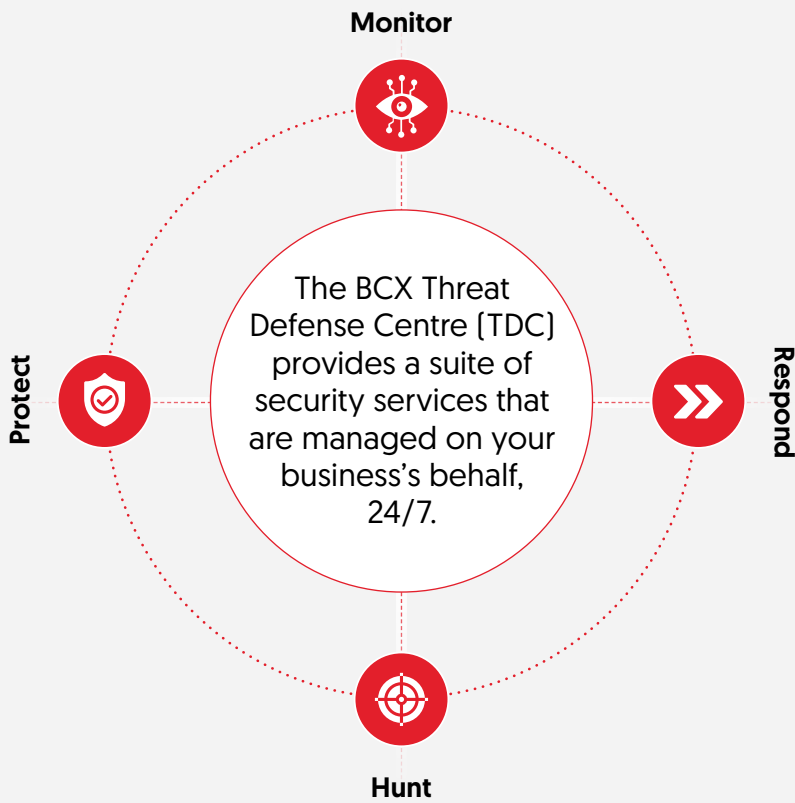 Monitor
The BCX Threat
Defense Centre (TDC)
provides a suite of
security services that
are managed on your
business’s behalf,
24/7.
Protect
Respond
Hunt